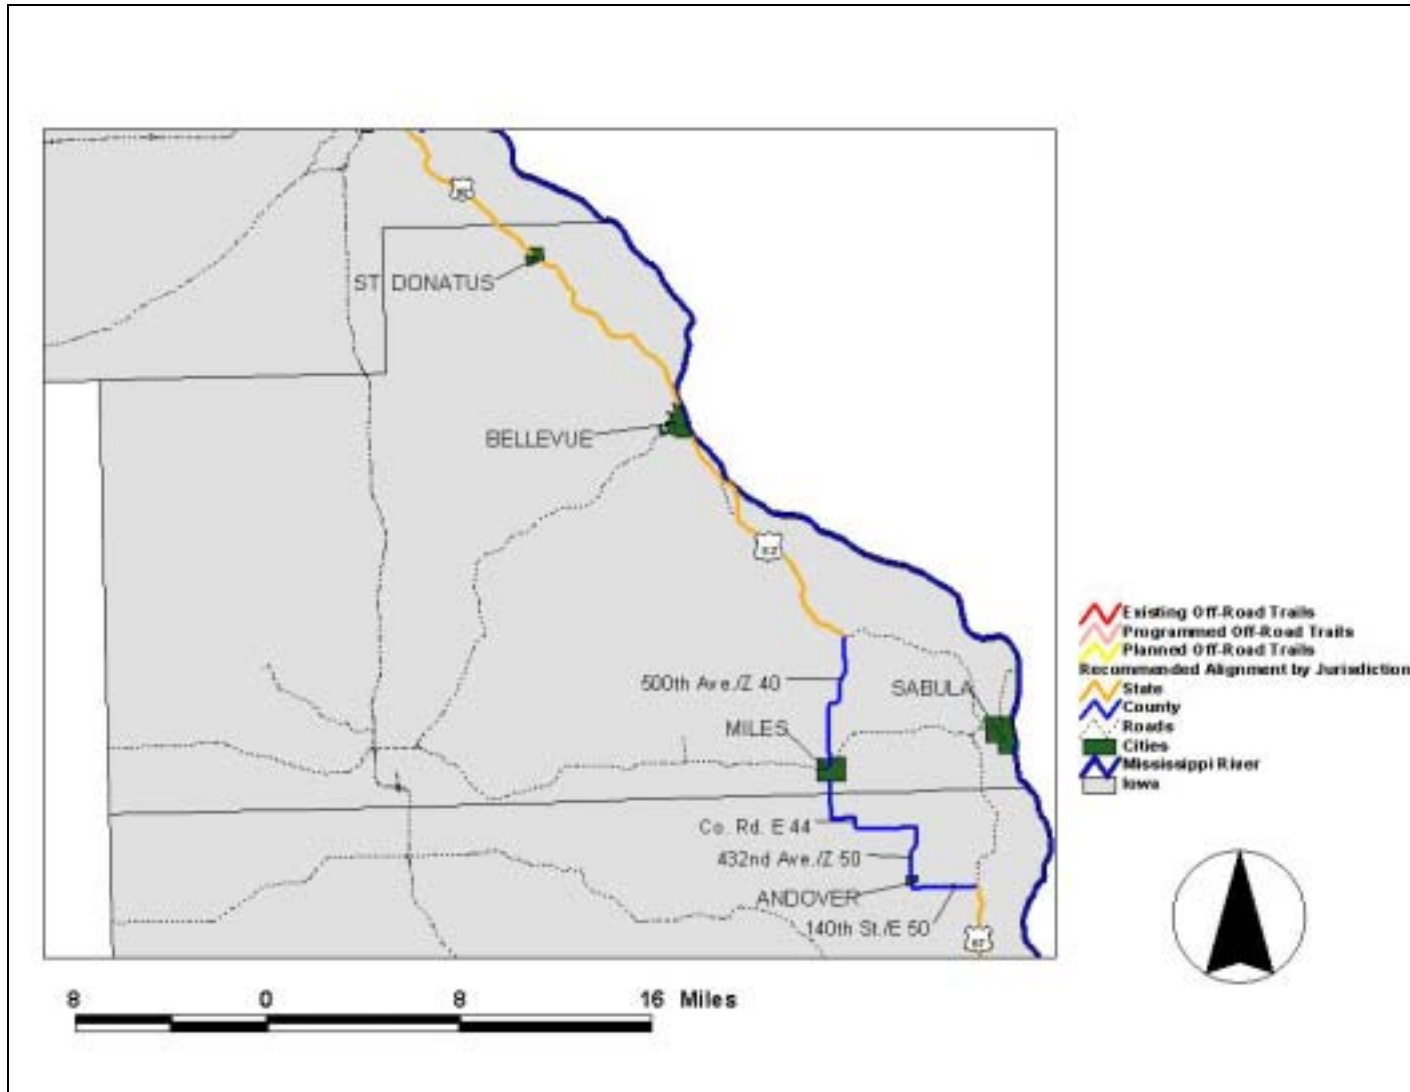 ST. DONATUS
BELLEVUE
52
500th Ave./Z 40
SABULA
MILES
Co. Rd. E 44
432nd Ave./Z 50
ANDOVER
140th St./E 50
67
Existing Off-Road Trails
Programmed Off-Road Trails
Planned Off-Road Trails
Recommended Alignment by Jurisdiction
State
County
Roads
Cities
Mississippi River
Iowa
8 0 8 16 Miles